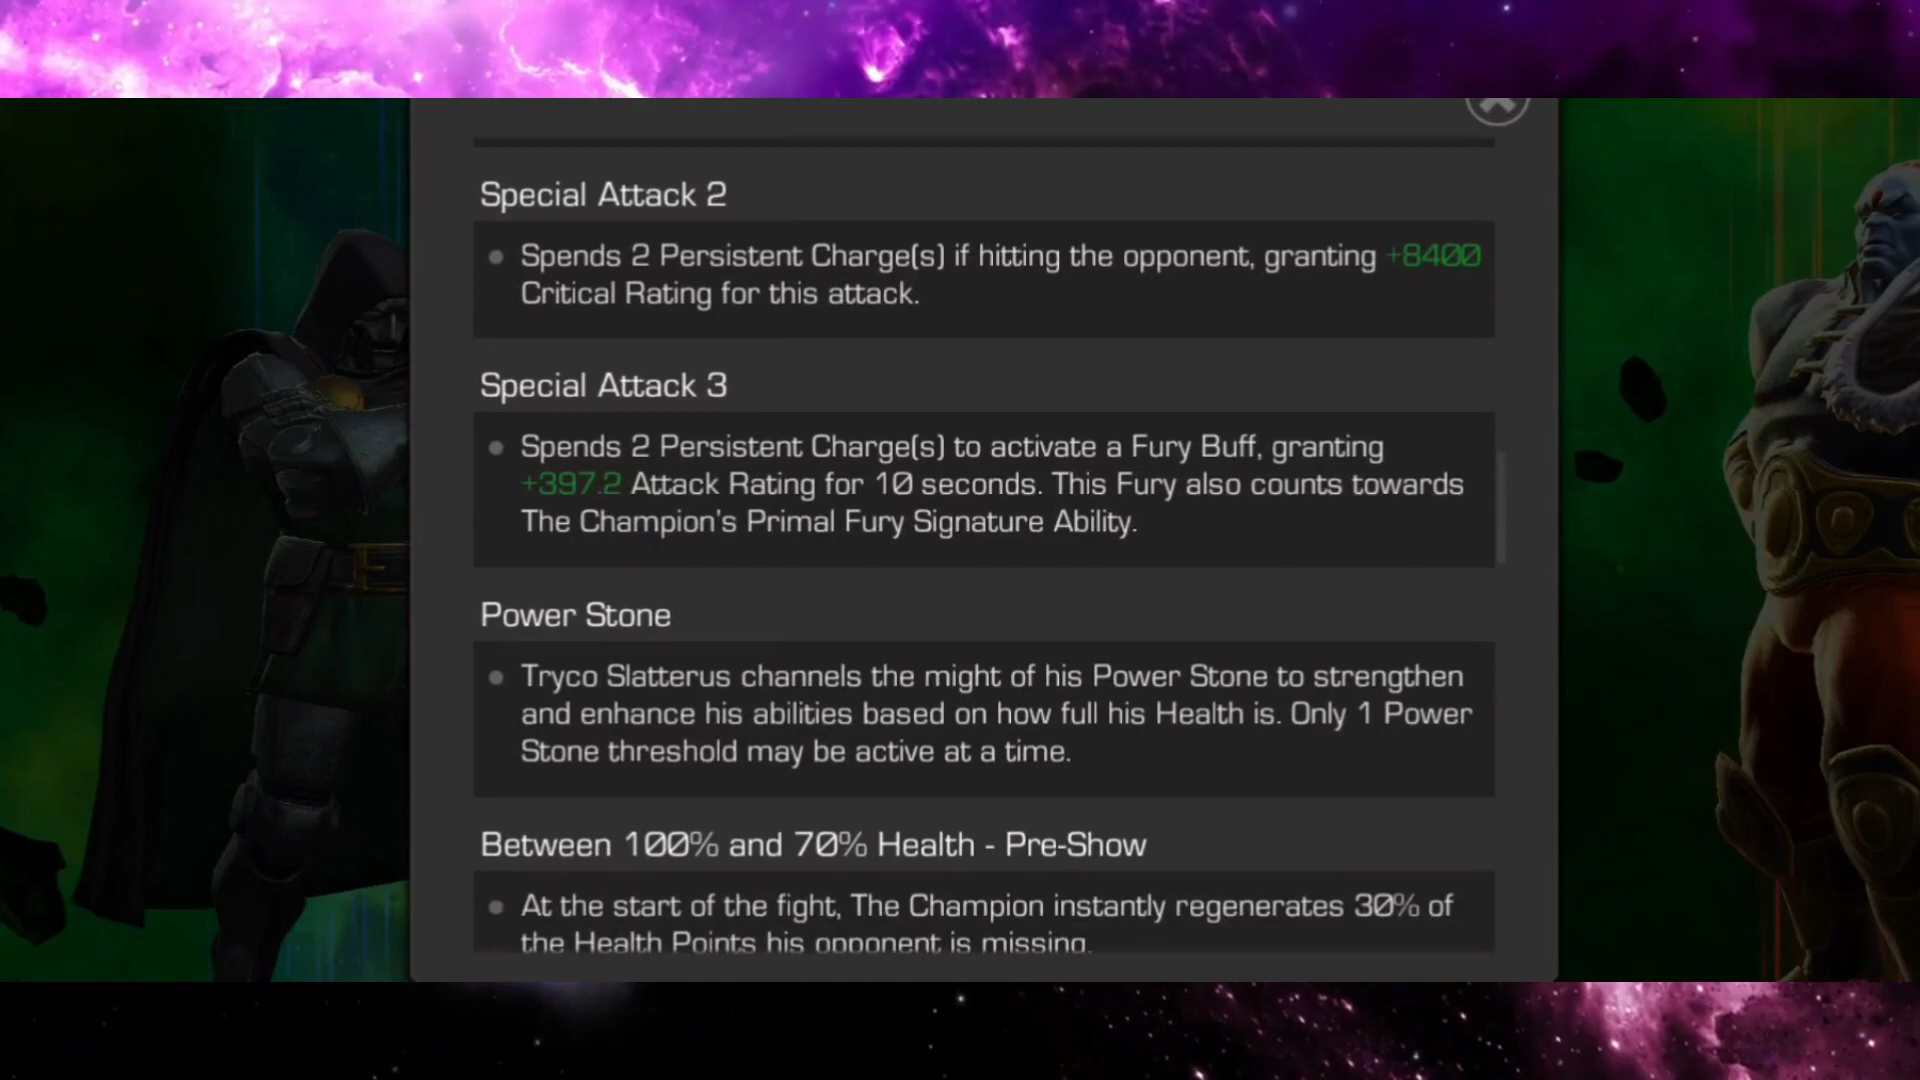 Special Attack 2
Spends 2 Persistent Charge(s) if hitting the opponent, granting +8400
Critical Rating for this attack.
Special Attack 3
Spends 2 Persistent Charge(s) to activate a Fury Buff, granting
+397.2 Attack Rating for 10 seconds. This Fury also counts towards
The Champion's Primal Fury Signature Ability.
Power Stone
Tryco Slatterus channels the might of his Power Stone to strengthen
and enhance his abilities based on how full his Health is. Only 1 Power
Stone threshold may be active at a time.
Between 100% and 70% Health - Pre-Show
At the start of the fight, The Champion instantly regenerates 30% of
the Health Points his opponent is missing.